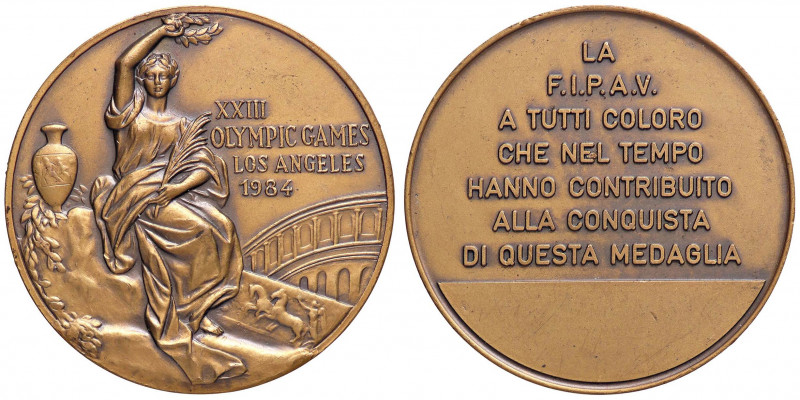 XXIII
OLYMPIC GAMES
LOS ANGELES
1984
LA
F.I.P.A.V.
A TUTTI COLORO
CHE NEL TEMPO
HANNO CONTRIBUITO
ALLA CONQUISTA
DI QUESTA MEDAGLIA